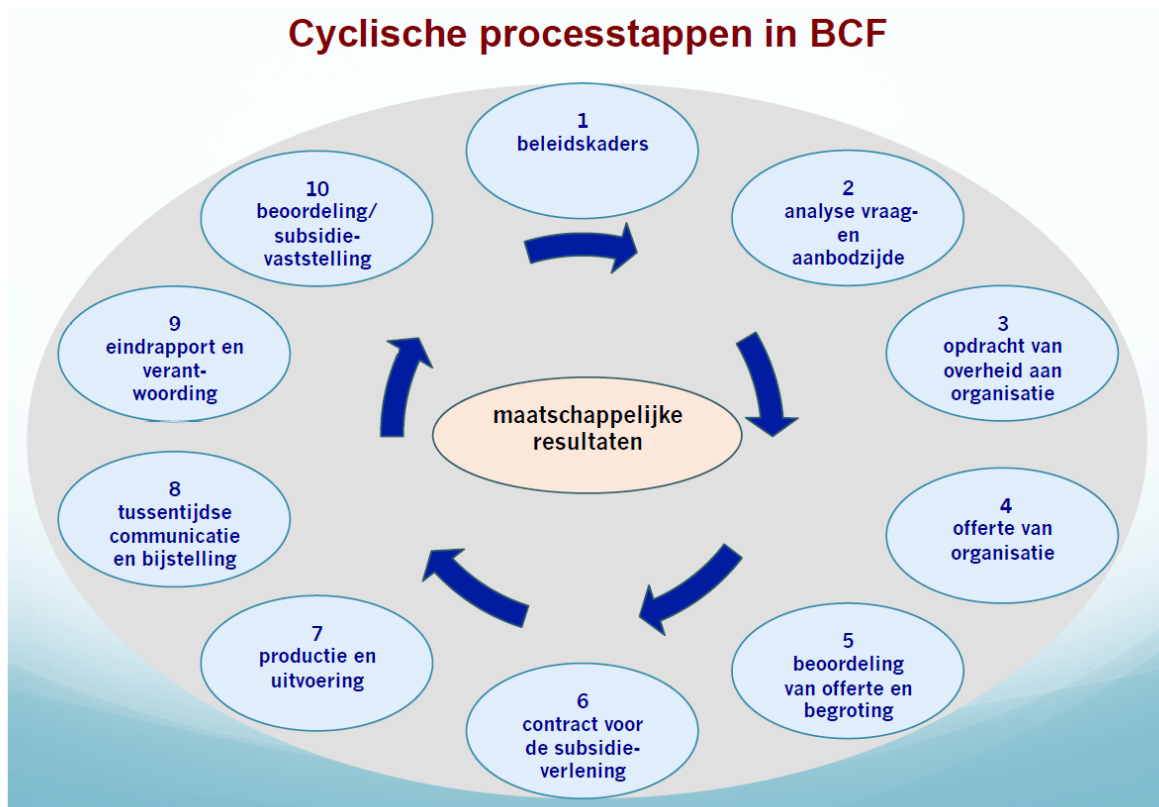 Cyclische processtappen in BCF
1
beleidskaders
2
analyse vraag-
en
aanbodzijde
3
opdracht van
overheid aan
organisatie
4
offerte van
organisatie
5
beoordeling
van offerte en
begroting
6
contract voor
de subsidie-
verlening
7
productie en
uitvoering
8
tussentijdse
communicatie
en bijstelling
9
eindrapport en
verant-
woording
10
beoordeling/
subsidie-
vaststelling
maatschappelijke
resultaten